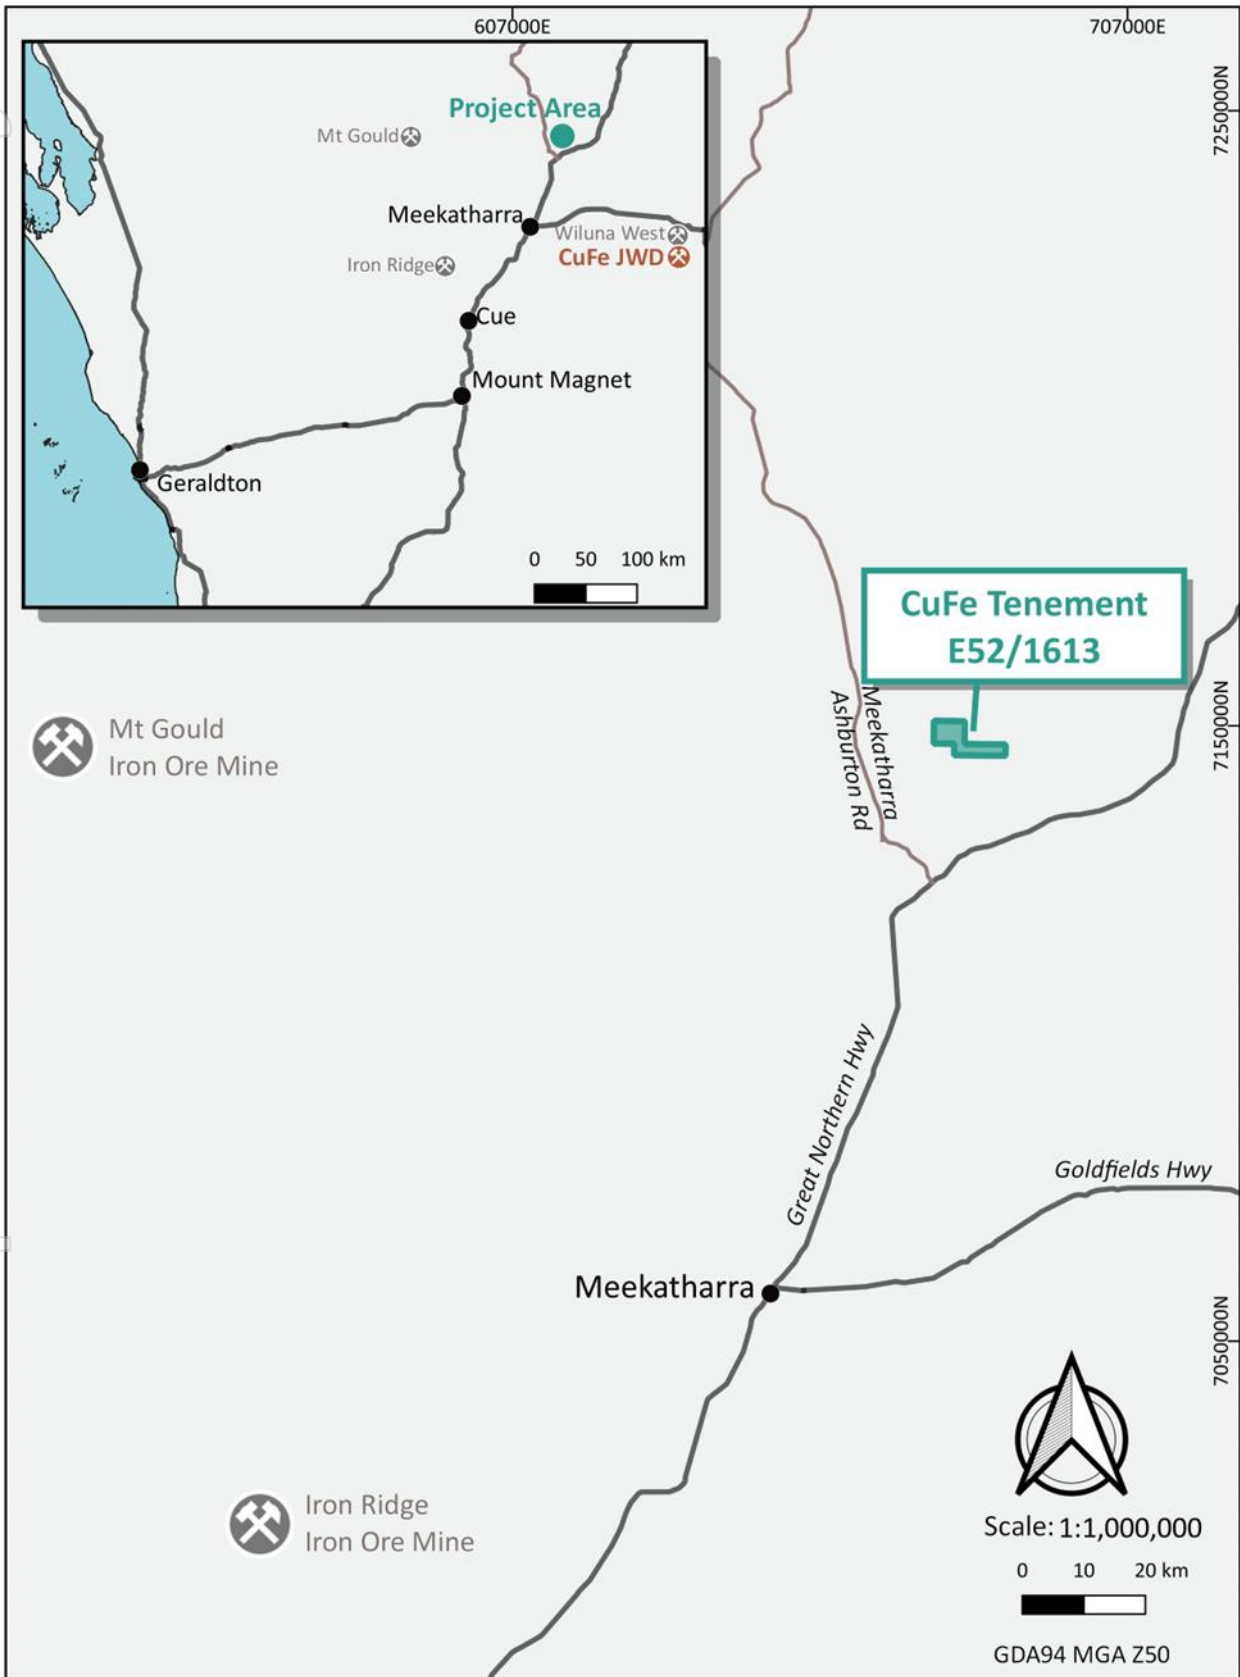 607000E
707000E
7250000N
Project Area
Mt Gould
Meekatharra
Wiluna West
CuFe JWD
Iron Ridge
Cue
Mount Magnet
Geraldton
0 50 100 km
CuFe Tenement
E52/1613
Meekatharra
Ashburton Rd
7150000N
Mt Gould
Iron Ore Mine
Great Northern Hwy
Goldfields Hwy
Meekatharra
7050000N
Iron Ridge
Iron Ore Mine
Scale: 1:1,000,000
0 10 20 km
GDA94 MGA Z50